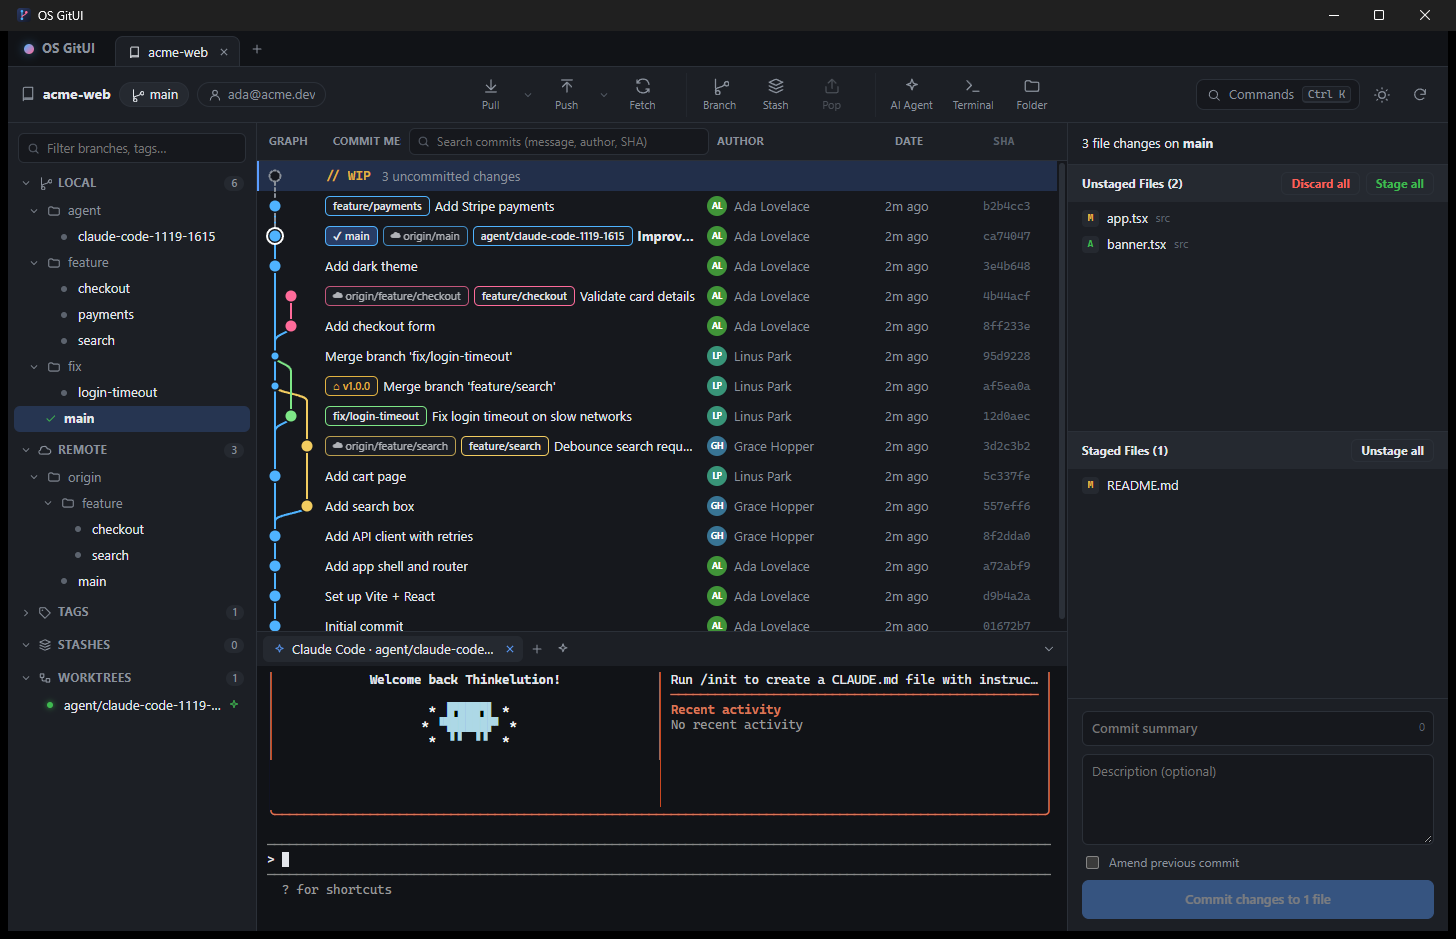 OS GitUI
OS GitUI
acme-web
acme-web
main
ada@acme.dev
Pull
Push
Fetch
Branch
Stash
Pop
AI Agent
Terminal
Folder
Commands Ctrl K
Filter branches, tags...
LOCAL 6
agent
claude-code-1119-1615
feature
checkout
payments
search
fix
login-timeout
main
REMOTE 3
origin
feature
checkout
search
main
TAGS 1
STASHES 0
WORKTREES 1
agent/claude-code-1119-...
GRAPH COMMIT ME Search commits (message, author, SHA) AUTHOR DATE SHA
// WIP 3 uncommitted changes
feature/payments Add Stripe payments AL Ada Lovelace 2m ago b2b4cc3
main origin/main agent/claude-code-1119-1615 Improv... AL Ada Lovelace 2m ago ca74047
Add dark theme AL Ada Lovelace 2m ago 3e4b648
origin/feature/checkout feature/checkout Validate card details AL Ada Lovelace 2m ago 4b44acf
Add checkout form AL Ada Lovelace 2m ago 8ff233e
Merge branch 'fix/login-timeout' LP Linus Park 2m ago 95d9228
v1.0.0 Merge branch 'feature/search' LP Linus Park 2m ago af5ea0a
fix/login-timeout Fix login timeout on slow networks LP Linus Park 2m ago 12d0aec
origin/feature/search feature/search Debounce search requ... GH Grace Hopper 2m ago 3d2c3b2
Add cart page LP Linus Park 2m ago 5c337fe
Add search box GH Grace Hopper 2m ago 557eff6
Add API client with retries GH Grace Hopper 2m ago 8f2dda0
Add app shell and router AL Ada Lovelace 2m ago a72abf9
Set up Vite + React AL Ada Lovelace 2m ago d9b4a2a
Initial commit AL Ada Lovelace 2m ago 01672b7
Claude Code · agent/claude-code...
Welcome back Thinkelution!
Run /init to create a CLAUDE.md file with instruc…
Recent activity
No recent activity
>
? for shortcuts
3 file changes on main
Unstaged Files (2) Discard all Stage all
M app.tsx src
A banner.tsx src
Staged Files (1) Unstage all
M README.md
Commit summary 0
Description (optional)
Amend previous commit
Commit changes to 1 file